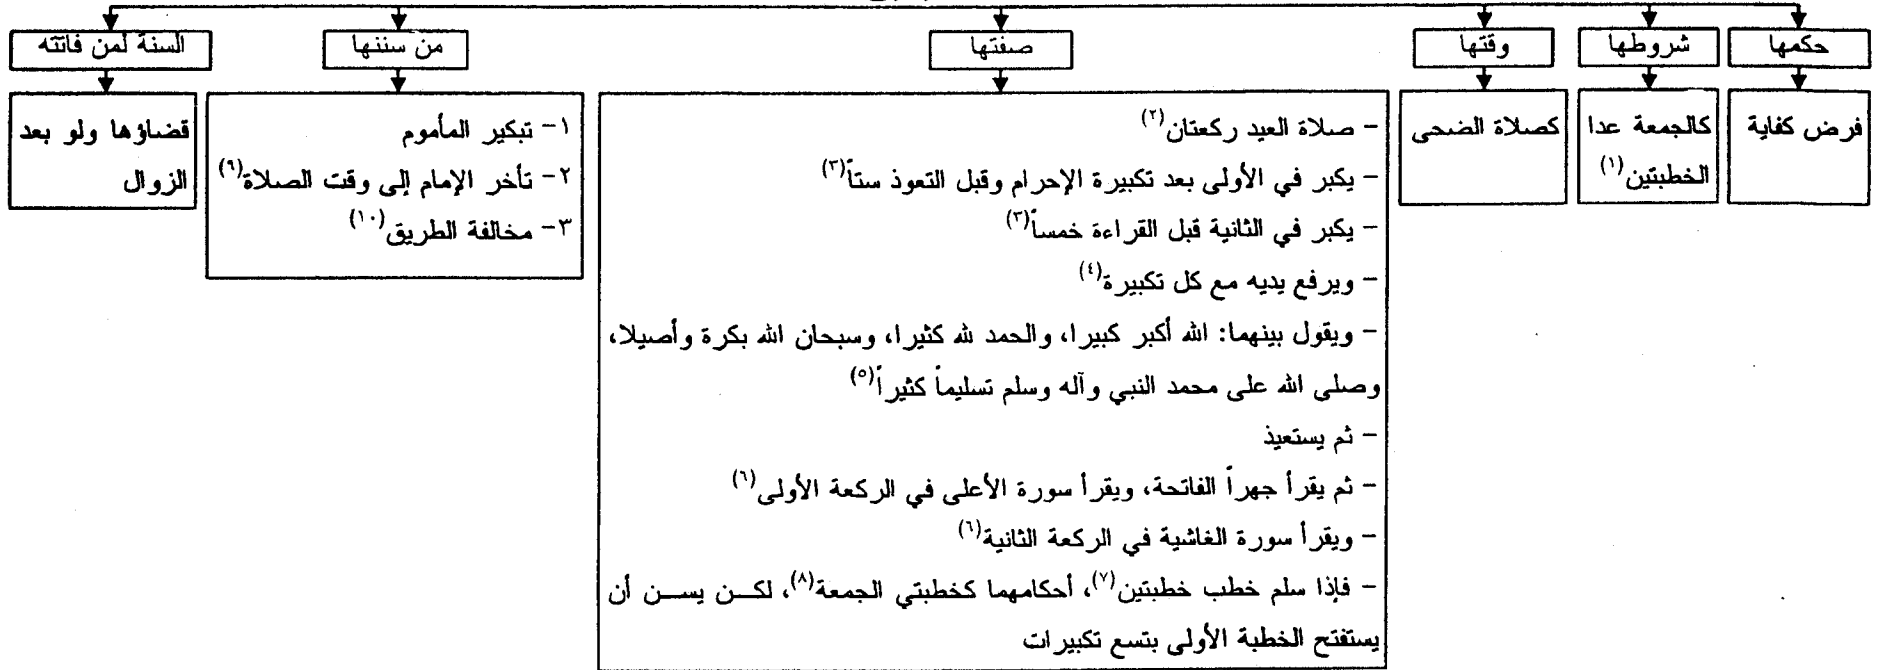 حكمها
فرض كفاية
شروطها
كالجمعة عدا
الخطبتين(١)
وقتها
كصلاة الضحى
صفتها
- صلاة العيد ركعتان(٢)
- يكبر في الأولى بعد تكبيرة الإحرام وقبل التعوذ ستاً(٣)
- يكبر في الثانية قبل القراءة خمساً(٣)
- ويرفع يديه مع كل تكبيرة(٤)
- ويقول بينهما: الله أكبر كبيرا، والحمد لله كثيرا، وسبحان الله بكرة وأصيلا،
وصلى الله على محمد النبي وآله وسلم تسليماً كثيراً(٥)
- ثم يستعيذ
- ثم يقرأ جهراً الفاتحة، ويقرأ سورة الأعلى في الركعة الأولى(٦)
- ويقرأ سورة الغاشية في الركعة الثانية(٦)
- فإذا سلم خطب خطبتين(٧)، أحكامهما كخطبتي الجمعة(٨)، لكن يسن أن
يستفتح الخطبة الأولى بتسع تكبيرات
من سننها
١- تبكير المأموم
٢- تأخر الإمام إلى وقت الصلاة(٩)
٣- مخالفة الطريق(١٠)
السنة لمن فاتته
قضاؤها ولو بعد
الزوال